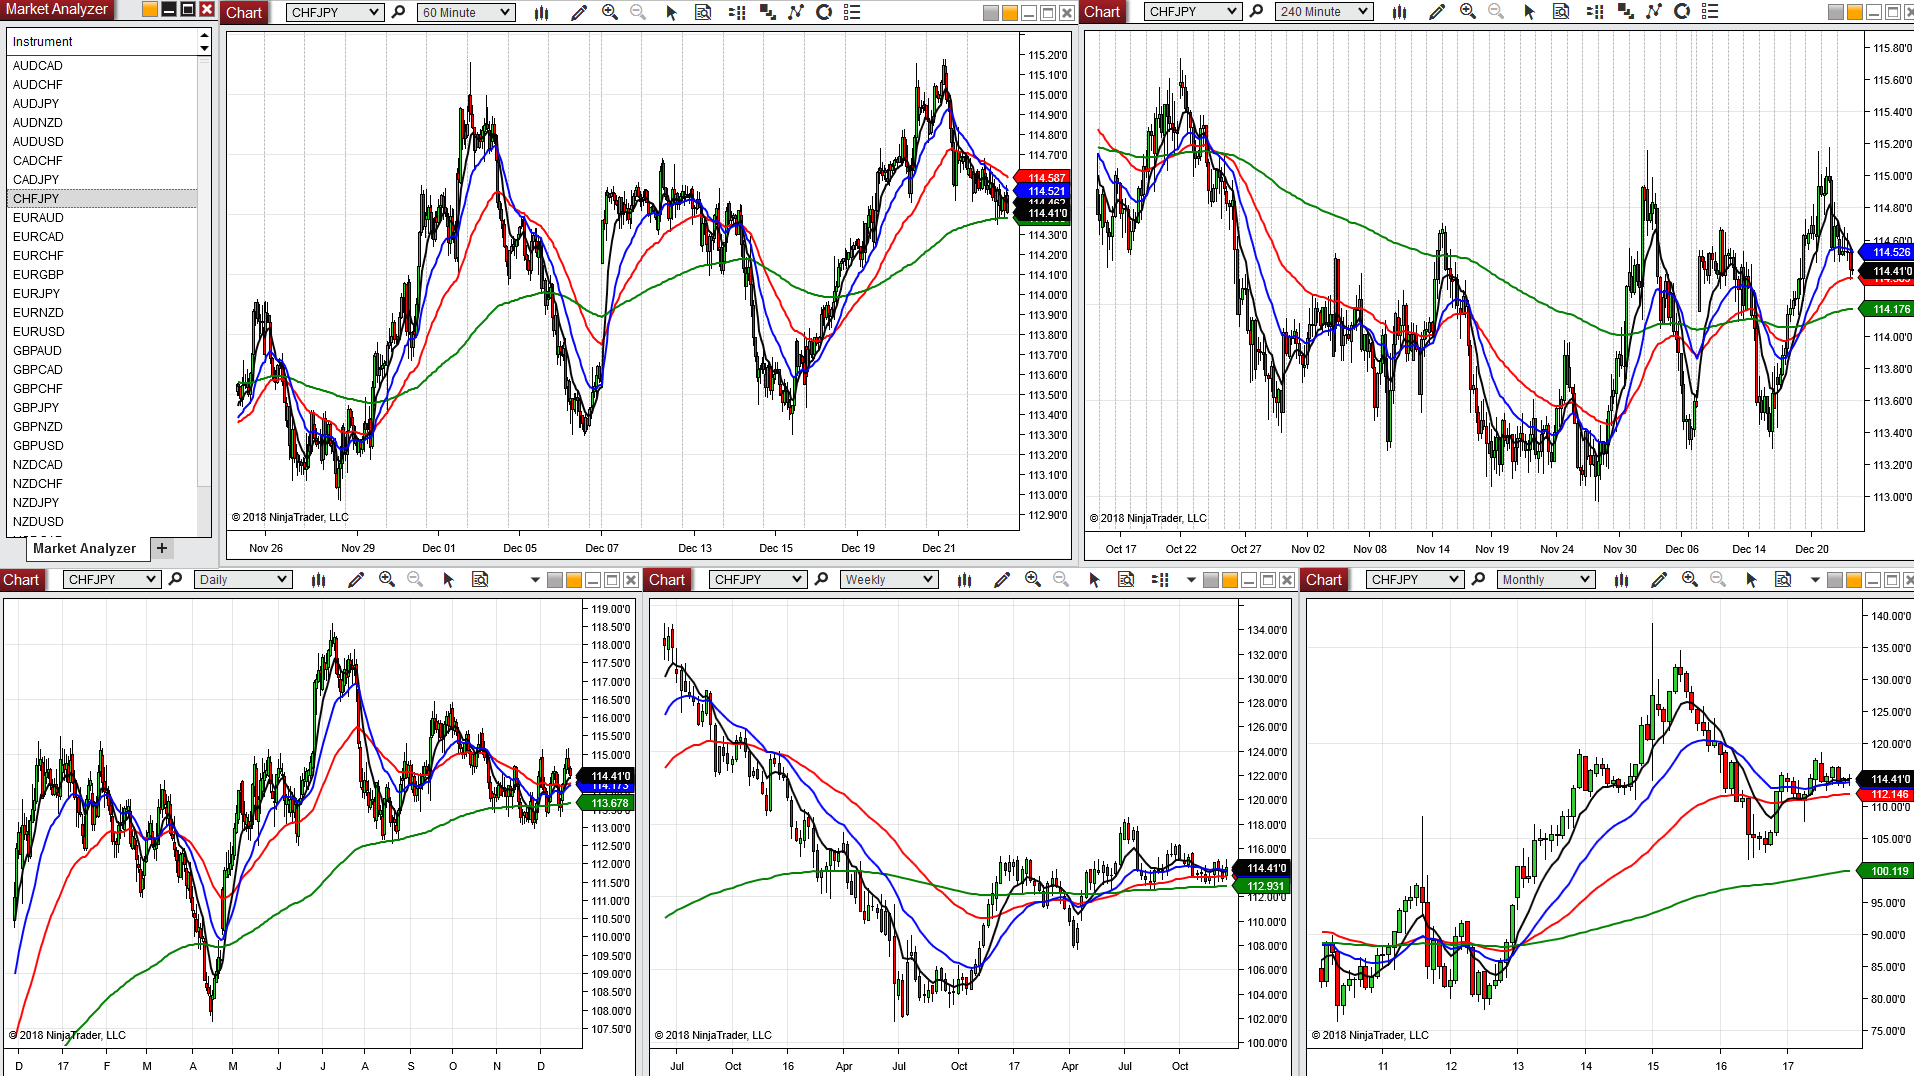 Market Analyzer
Instrument
AUDCAD
AUDCHF
AUDJPY
AUDNZD
AUDUSD
CADCHF
CADJPY
CHFJPY
EURAUD
EURCAD
EURCHF
EURGBP
EURJPY
EURNZD
EURUSD
GBPAUD
GBPCAD
GBPCHF
GBPJPY
GBPNZD
GBPUSD
NZDCAD
NZDCHF
NZDJPY
NZDUSD
Market Analyzer +
Chart CHFJPY 60 Minute
115.20'0
115.00'0
114.90'0
114.80'0
114.70'0
114.587
114.521
114.41'0
114.30'0
114.20'0
114.10'0
114.00'0
113.90'0
113.80'0
113.70'0
113.60'0
113.50'0
113.40'0
113.30'0
113.20'0
113.10'0
113.00'0
112.90'0
© 2018 NinjaTrader, LLC
Nov 26 Nov 29 Dec 01 Dec 05 Dec 07 Dec 13 Dec 15 Dec 19 Dec 21
Chart CHFJPY 240 Minute
115.80'0
115.60'0
115.40'0
115.20'0
115.00'0
114.80'0
114.60'0
114.526
114.41'0
114.176
114.00'0
113.80'0
113.60'0
113.40'0
113.20'0
113.00'0
© 2018 NinjaTrader, LLC
Oct 17 Oct 22 Oct 27 Nov 02 Nov 08 Nov 14 Nov 19 Nov 24 Nov 30 Dec 06 Dec 14 Dec 20
Chart CHFJPY Daily
119.00'0
118.50'0
118.00'0
117.50'0
117.00'0
116.50'0
116.00'0
115.50'0
115.00'0
114.41'0
114.173
113.678
113.00'0
112.50'0
112.00'0
111.50'0
111.00'0
110.50'0
110.00'0
109.50'0
109.00'0
108.50'0
108.00'0
107.50'0
© 2018 NinjaTrader, LLC
D 17 F M A M J J A S O N D
Chart CHFJPY Weekly
134.00'0
132.00'0
130.00'0
128.00'0
126.00'0
124.00'0
122.00'0
120.00'0
118.00'0
116.00'0
114.41'0
112.931
112.00'0
110.00'0
108.00'0
106.00'0
104.00'0
102.00'0
100.00'0
© 2018 NinjaTrader, LLC
Jul Oct 16 Apr Jul Oct 17 Apr Jul Oct
Chart CHFJPY Monthly
140.00'0
135.00'0
130.00'0
125.00'0
120.00'0
114.41'0
112.146
110.00'0
105.00'0
100.119
95.00'0
90.00'0
85.00'0
80.00'0
75.00'0
© 2018 NinjaTrader, LLC
11 12 13 14 15 16 17